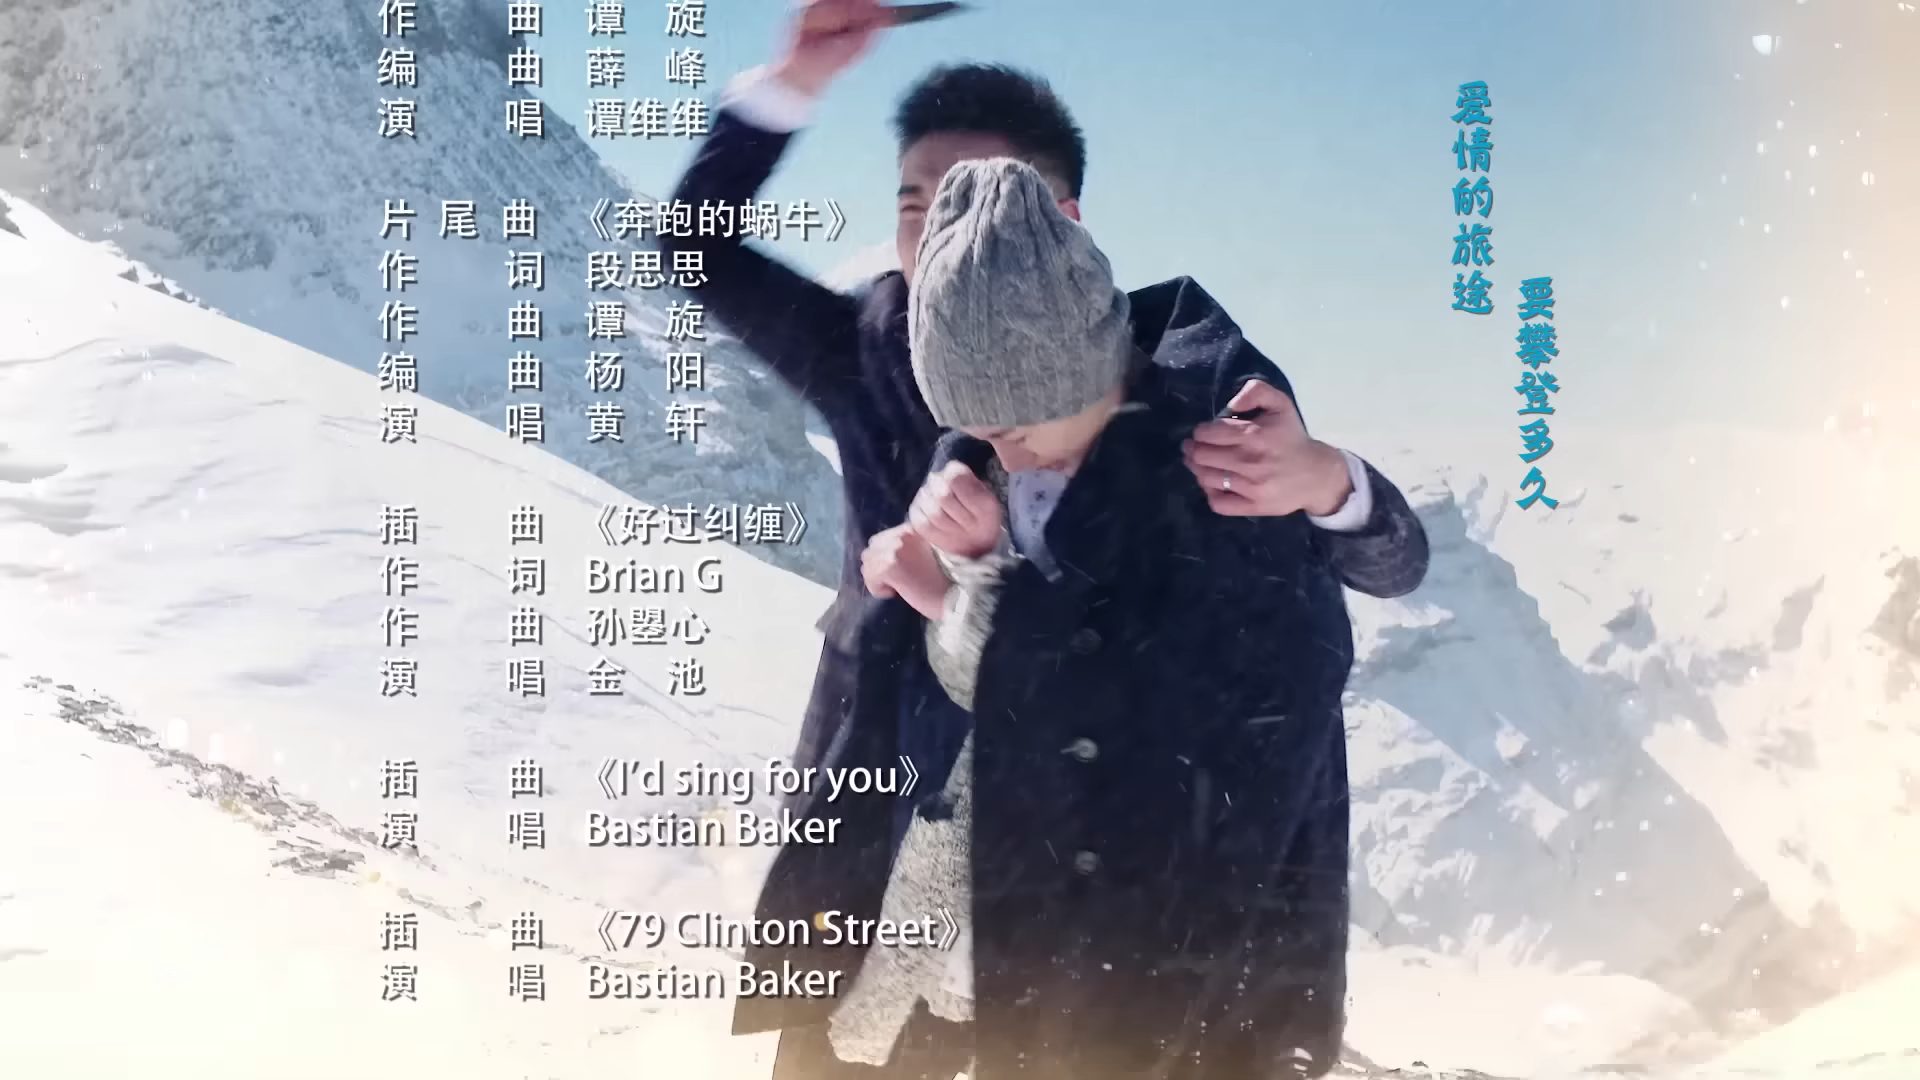 作曲 谭旋
编曲 薛峰
演唱 谭维维
片尾曲 《奔跑的蜗牛》
作词 段思思
作曲 谭旋
编曲 杨阳
演唱 黄轩
插曲 《好过纠缠》
作词 Brian G
作曲 孙曌心
演唱 金池
插曲 《I’d sing for you》
演唱 Bastian Baker
插曲 《79 Clinton Street》
演唱 Bastian Baker
爱情的旅途
要攀登多久